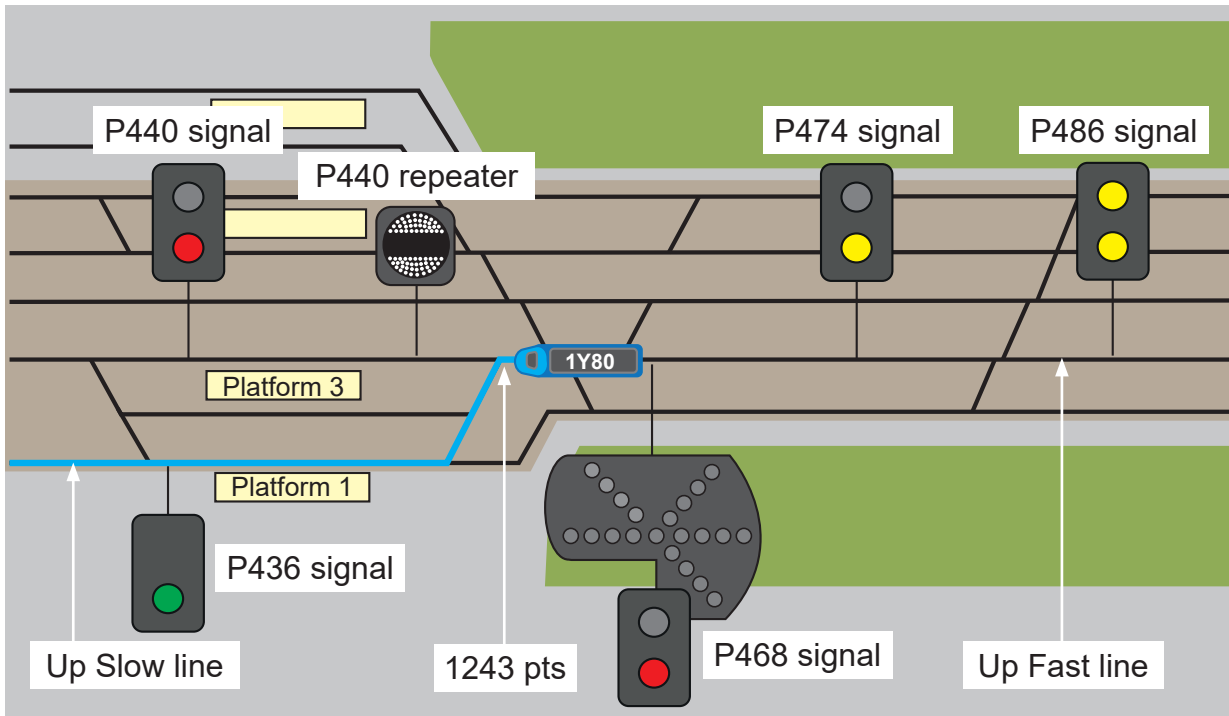 P440 signal
P474 signal
P486 signal
P440 repeater
1Y80
Platform 3
Platform 1
P436 signal
Up Slow line
1243 pts
P468 signal
Up Fast line